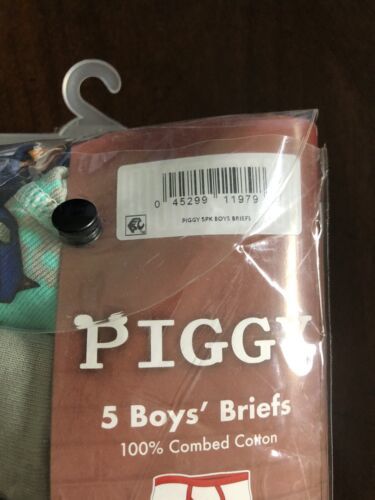 0 45299 11979
PIGGY 5PK BOYS BRIEFS
PIGGY
5 Boys' Briefs
100% Combed Cotton